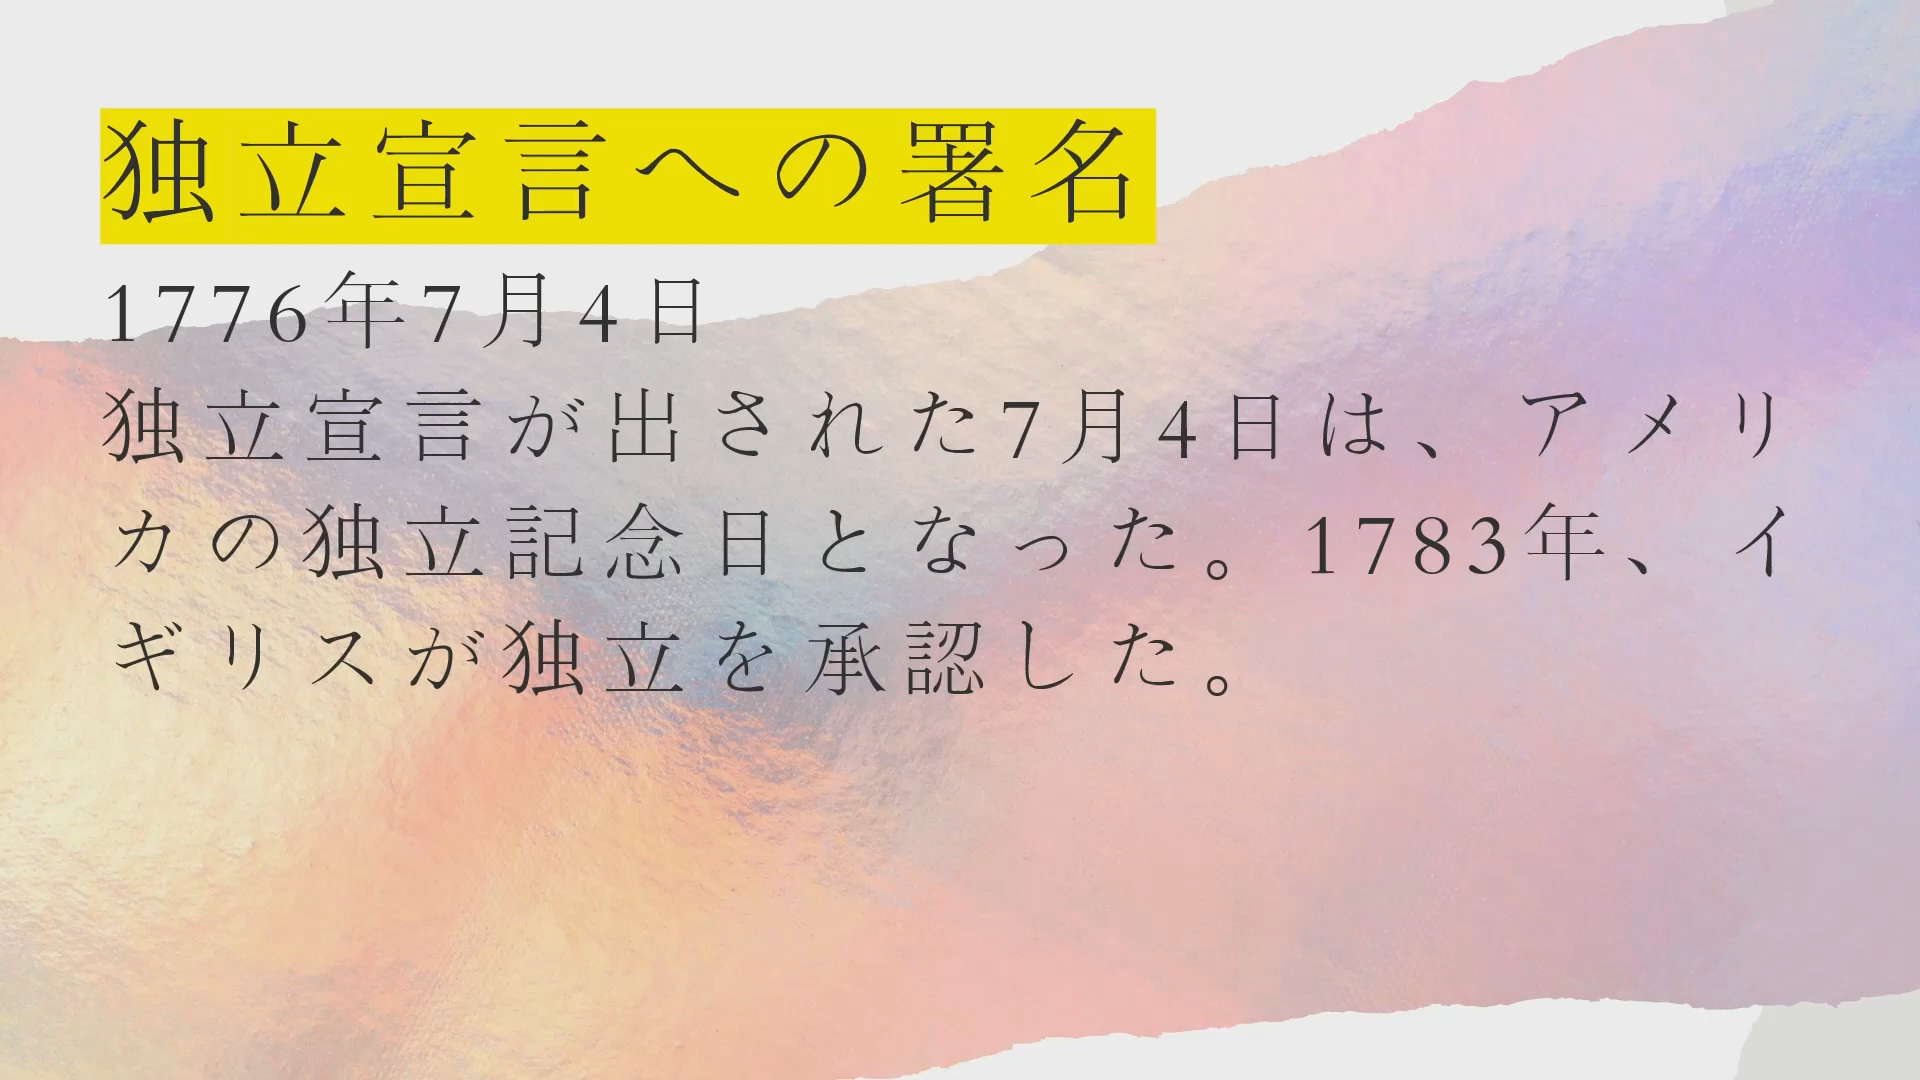 独立宣言への署名
1776年7月4日
独立宣言が出された7月4日は、アメリ
カの独立記念日となった。1783年、イ
ギリスが独立を承認した。